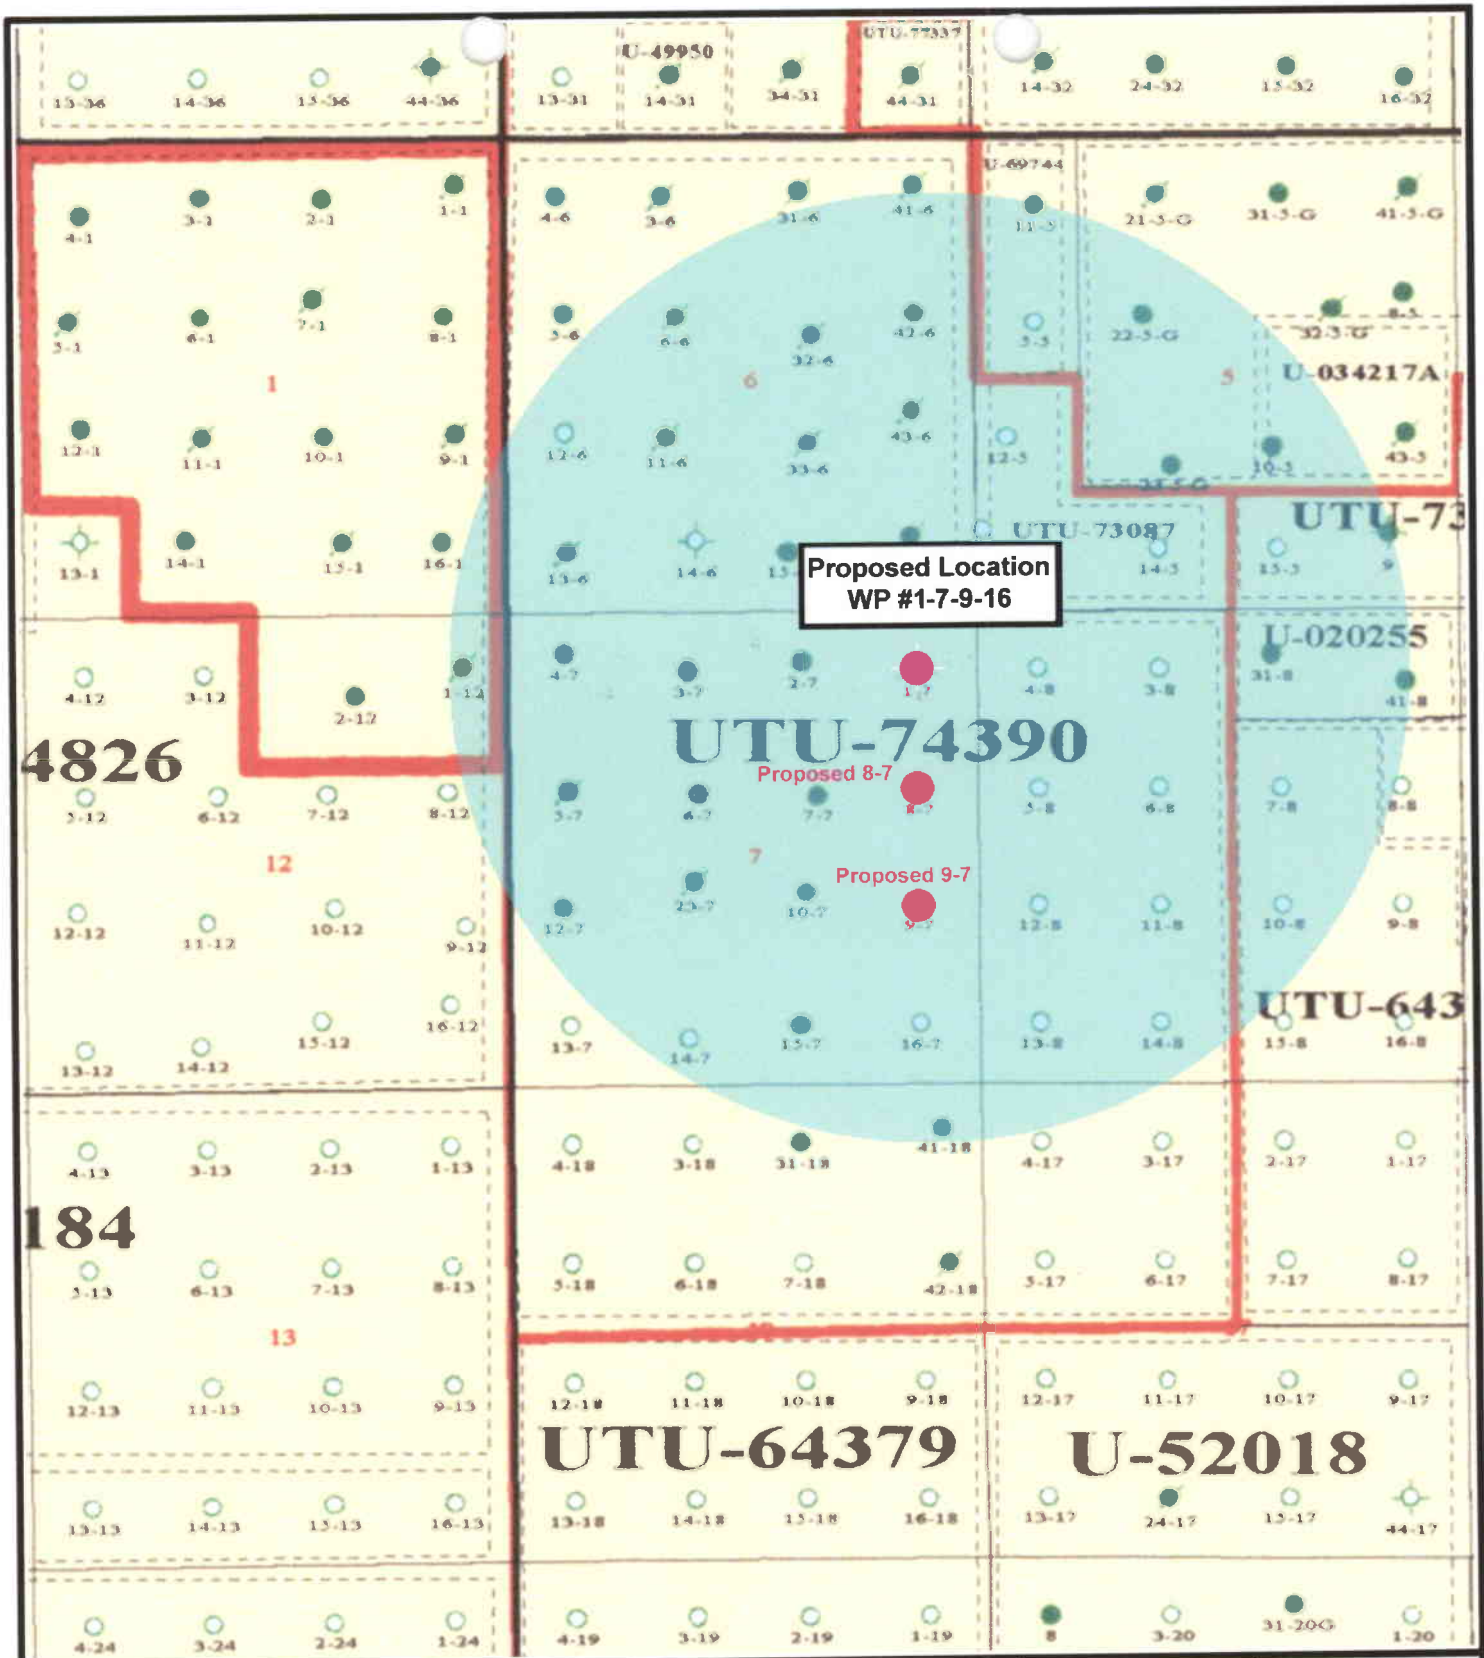 U-49950
UTU-77337
13-36 14-36 15-36 44-36 13-31 14-31 34-31 44-31 14-32 24-32 15-32 16-32
U-69744
4-1 3-1 2-1 1-1 4-6 3-6 31-6 41-6 11-5 21-5-G 31-5-G 41-5-G
5-1 6-1 7-1 8-1 5-6 6-6 32-6 42-6 5-5 22-5-G 32-5-G 8-5
1 6 5 U-034217A
12-1 11-1 10-1 9-1 12-6 11-6 33-6 43-6 12-5 10-5 43-5
UTU-73087 UTU-73
13-1 14-1 15-1 16-1 13-6 14-6 14-5 15-5 9
Proposed Location
WP #1-7-9-16
U-020255
4-12 3-12 2-12 1-12 4-7 3-7 2-7 1-7 4-8 3-8 31-8 41-8
4826 UTU-74390
Proposed 8-7
5-12 6-12 7-12 8-12 5-7 6-7 7-7 8-7 5-8 6-8 7-8 8-8
12 7
Proposed 9-7
12-12 11-12 10-12 9-12 12-7 23-7 10-7 9-7 12-8 11-8 10-8 9-8
UTU-643
13-12 14-12 15-12 16-12 13-7 14-7 15-7 16-7 13-8 14-8 15-8 16-8
4-13 3-13 2-13 1-13 4-18 3-18 31-18 41-18 4-17 3-17 2-17 1-17
184
5-13 6-13 7-13 8-13 5-18 6-18 7-18 42-18 5-17 6-17 7-17 8-17
13
12-13 11-13 10-13 9-13 12-18 11-18 10-18 9-18 12-17 11-17 10-17 9-17
UTU-64379 U-52018
13-13 14-13 15-13 16-13 13-18 14-18 15-18 16-18 13-17 24-17 15-17 44-17
4-24 3-24 2-24 1-24 4-19 3-19 2-19 1-19 8 3-20 31-20G 1-20